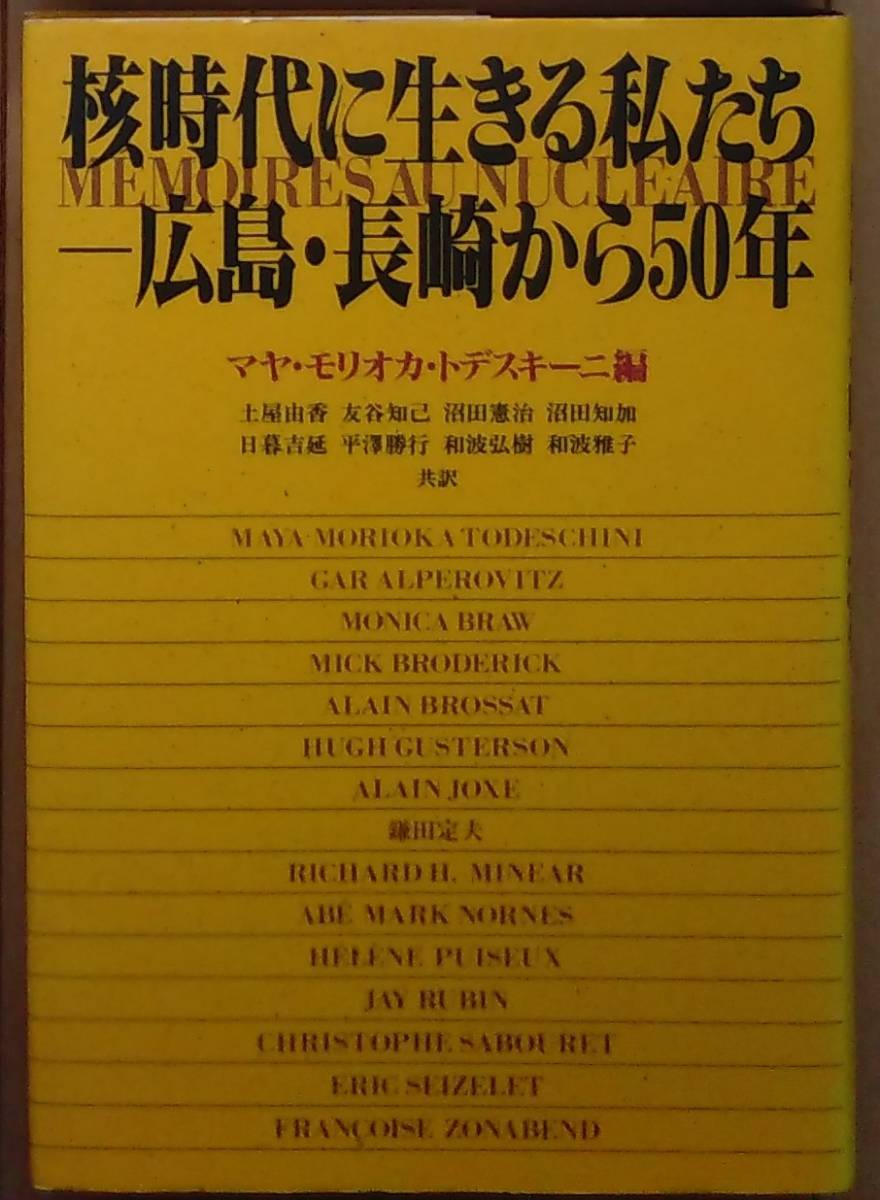 核時代に生きる私たち
MÉMOIRES AU NUCLÉAIRE
—広島・長崎から50年
マヤ・モリオカ・トデスキーニ編
土屋由香 友谷知己 沼田憲治 沼田知加
日暮吉延 平澤勝行 和波弘樹 和波雅子
共訳
MAYA MORIOKA TODESCHINI
GAR ALPEROVITZ
MONICA BRAW
MICK BRODERICK
ALAIN BROSSAT
HUGH GUSTERSON
ALAIN JOXE
鎌田定夫
RICHARD H. MINEAR
ABÉ MARK NORNES
HÉLÈNE PUISEUX
JAY RUBIN
CHRISTOPHE SABOURET
ERIC SEIZELET
FRANÇOISE ZONABEND